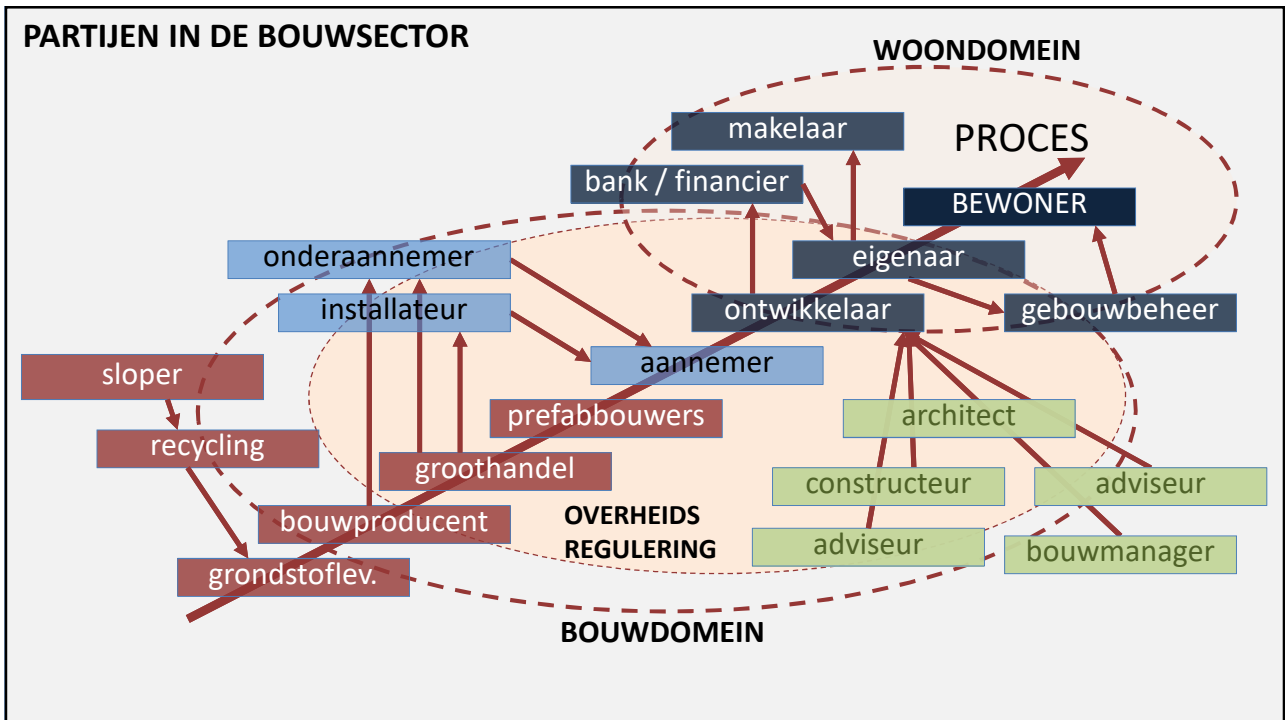 PARTIJEN IN DE BOUWSECTOR
WOONDOMEIN
makelaar
PROCES
bank / financier
BEWONER
onderaannemer
eigenaar
installateur
ontwikkelaar
gebouwbeheer
sloper
aannemer
prefabbouwers
architect
recycling
groothandel
constructeur
adviseur
bouwproducent
OVERHEIDS
REGULERING
adviseur
bouwmanager
grondstoflev.
BOUWDOMEIN